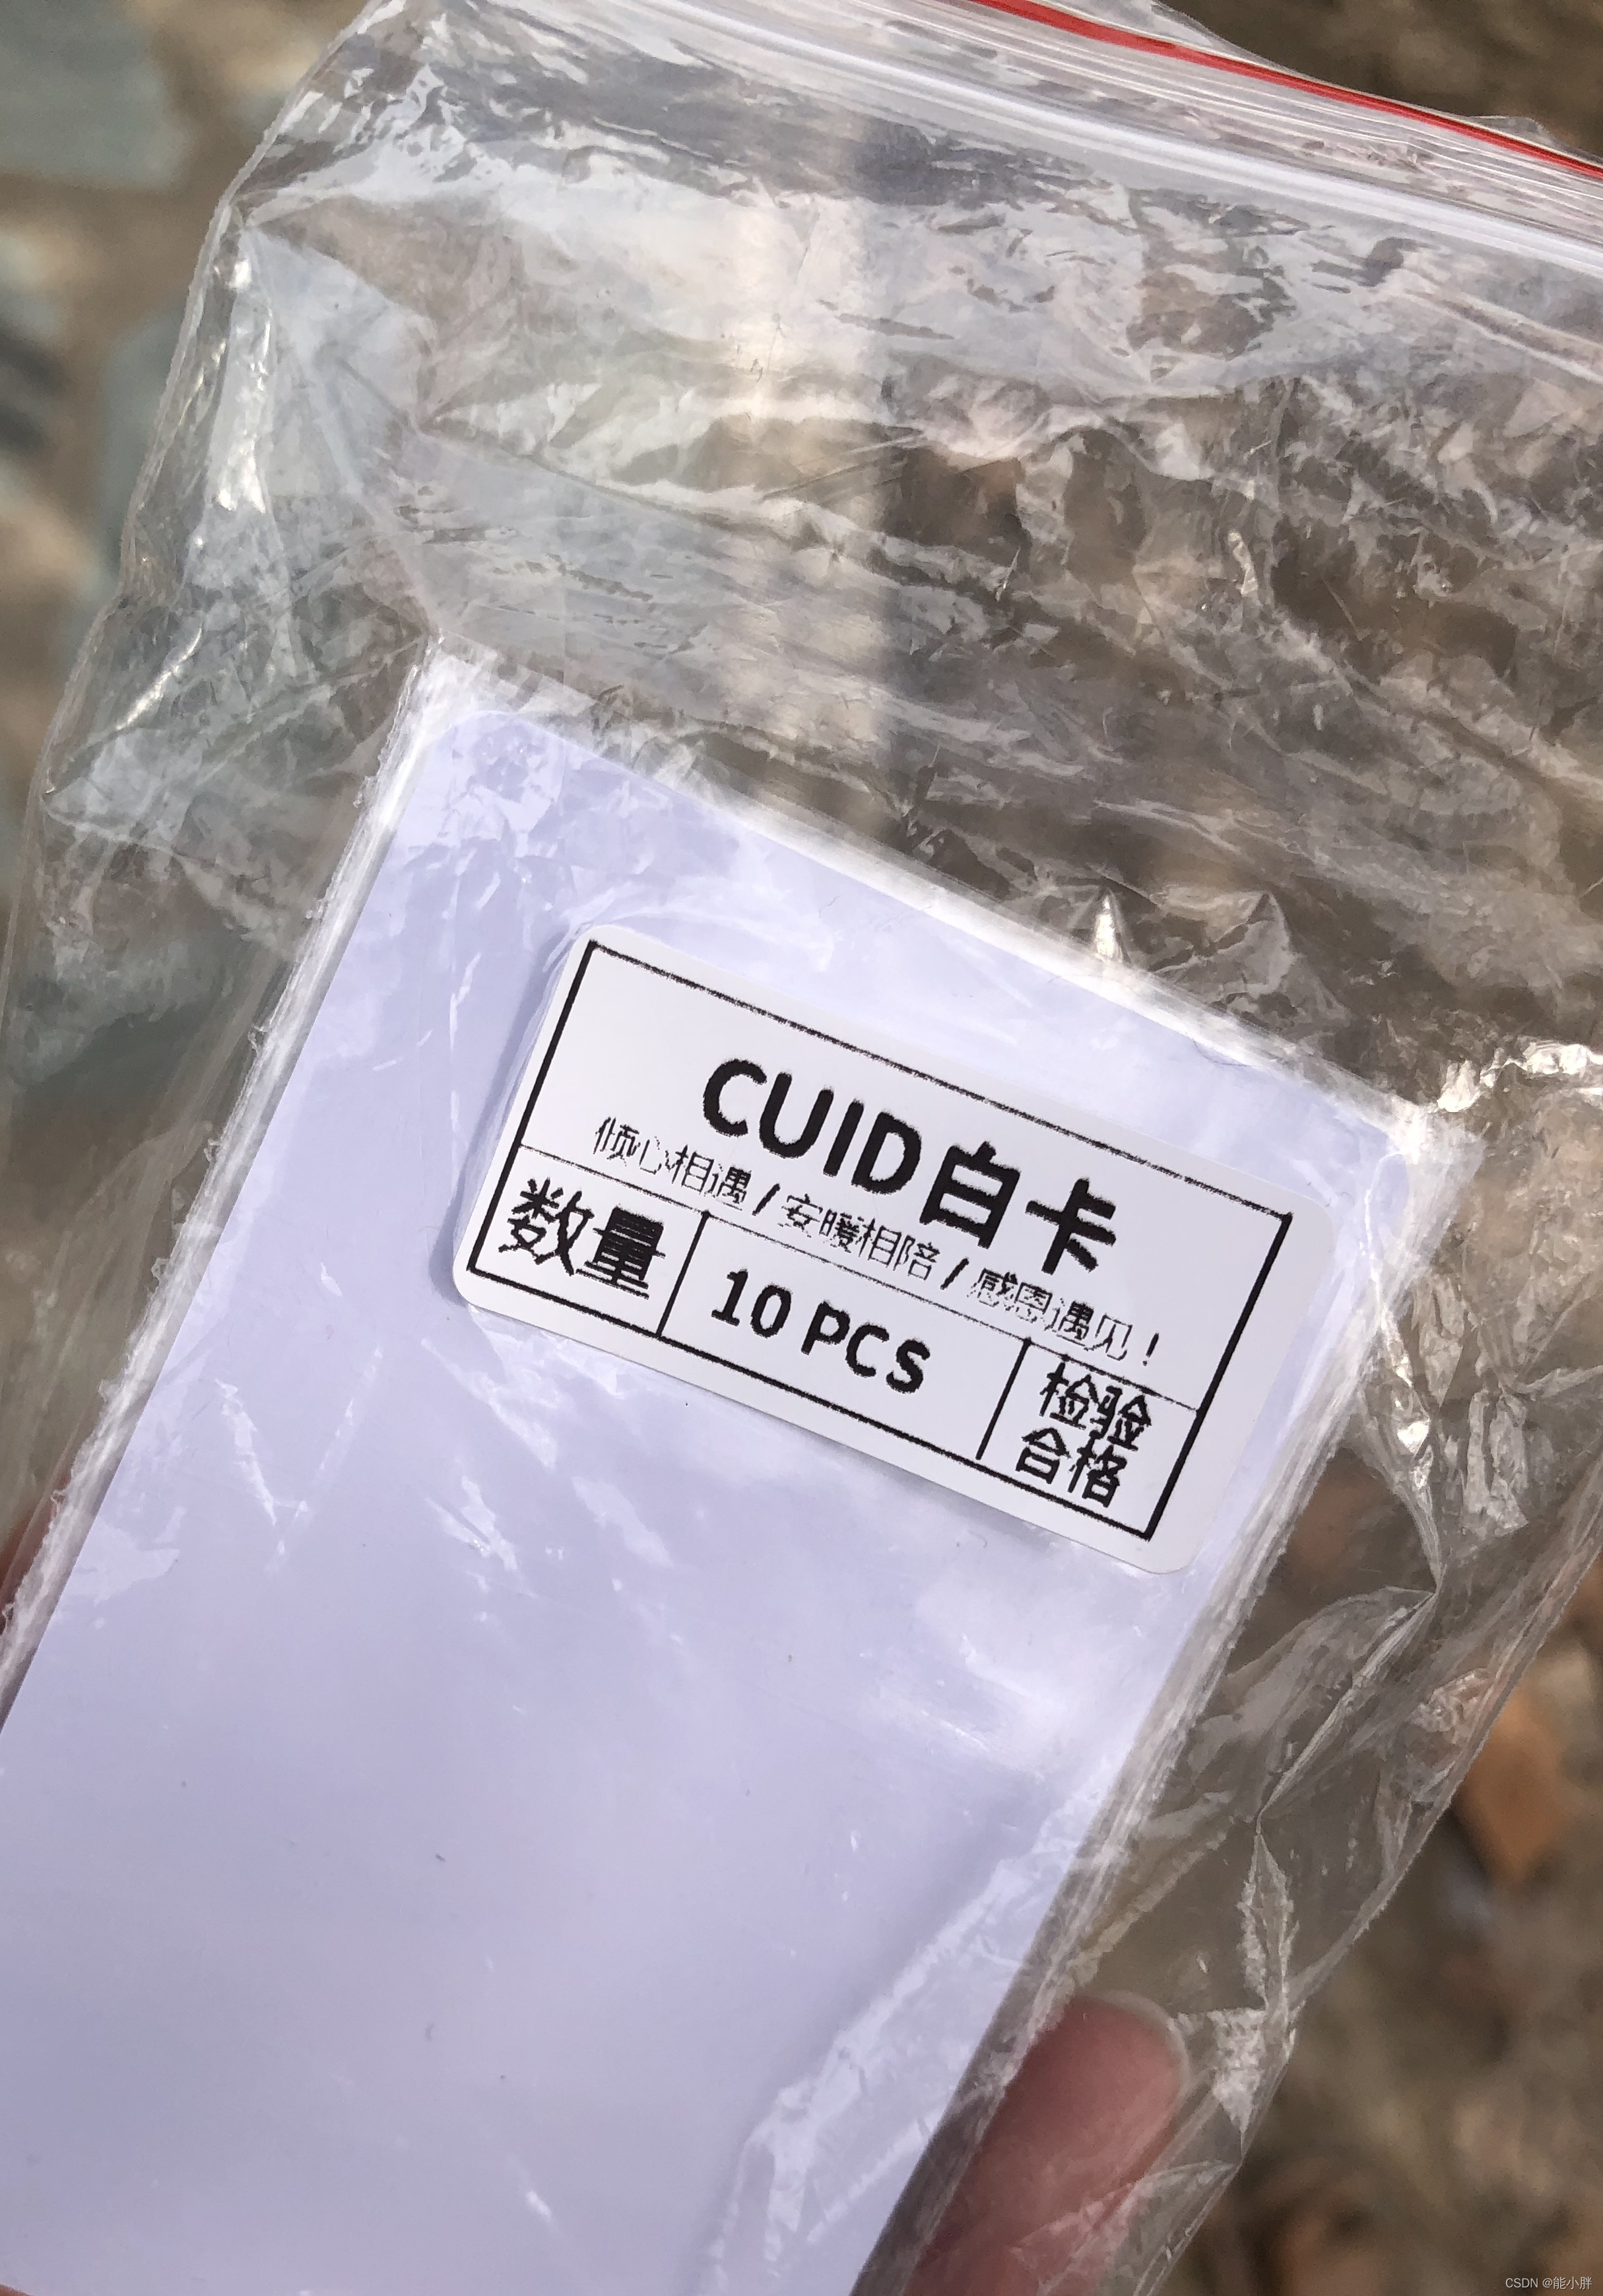 CUID白卡
倾心相遇/安暖相陪/感恩遇见!
数量
10 PCS
检验
合格
CSDN @能小胖